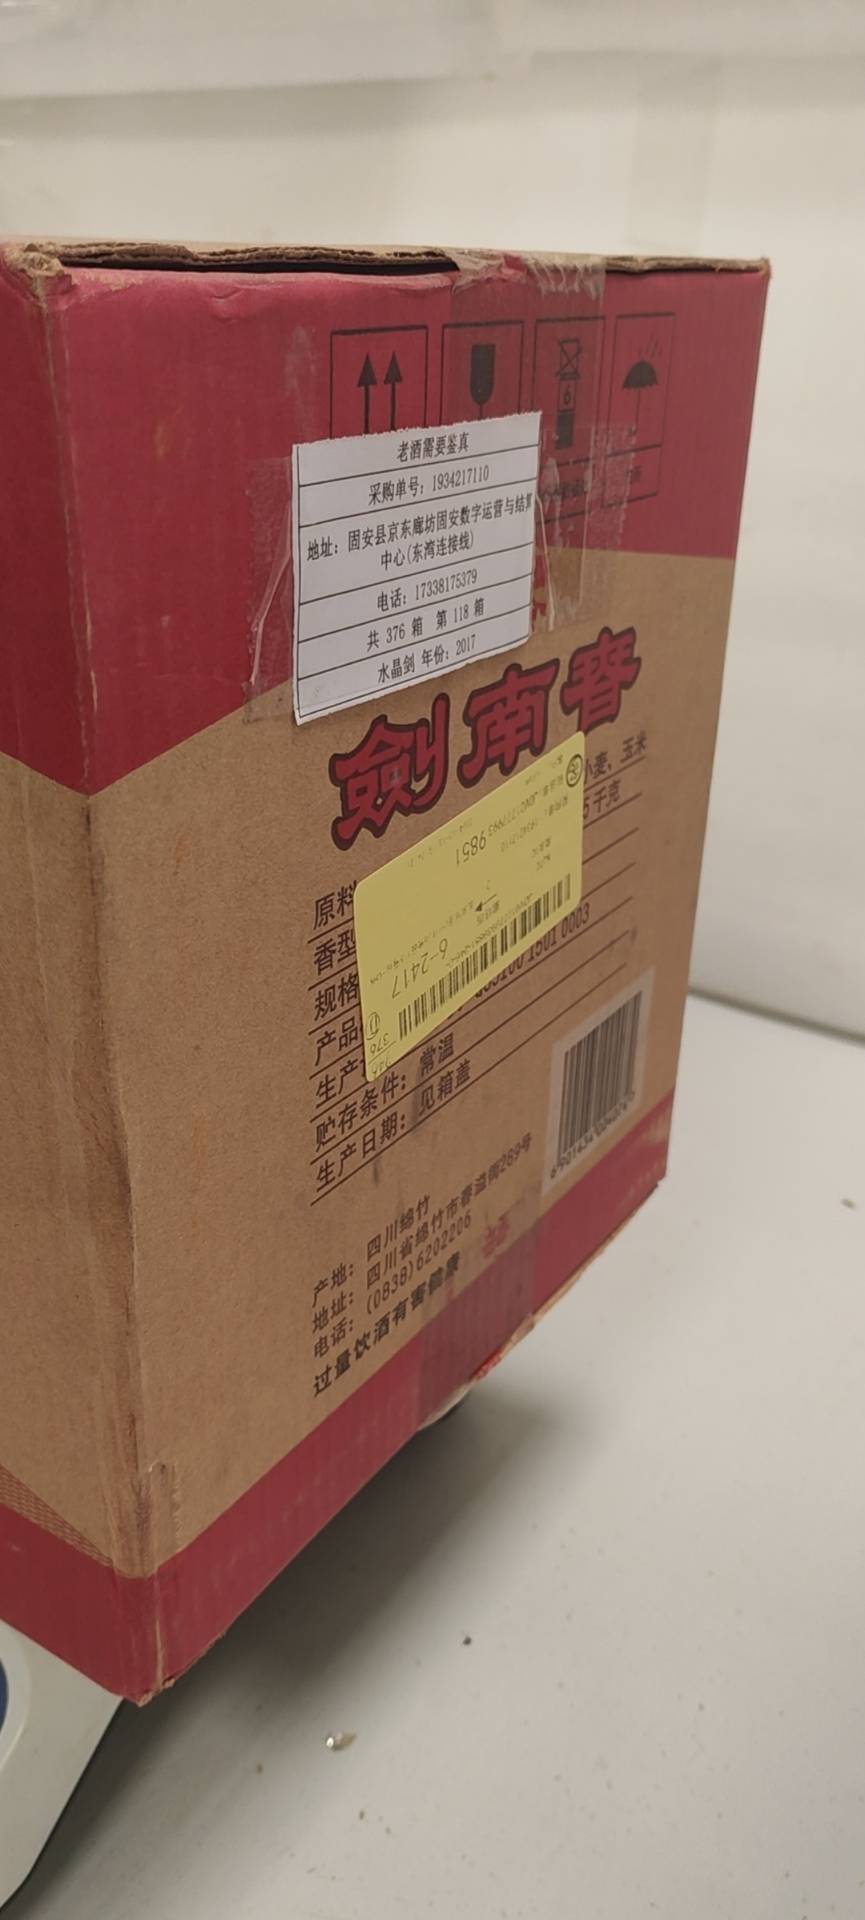 6
老酒需要鉴真
采购单号：1934217110
地址：固安县京东廊坊固安数字运营与结算
中心(东湾连接线)
电话：17338175379
共 376 箱 第 118 箱
水晶剑 年份：2017
劍南春
原料
小麦、玉米
香型
规格
5千克
产品
生产
贮存条件：常温
生产日期：见箱盖
9851
6-2417
376
产地：四川绵竹
地址：四川省绵竹市春溢街289号
电话：(0838)6202206
过量饮酒有害健康